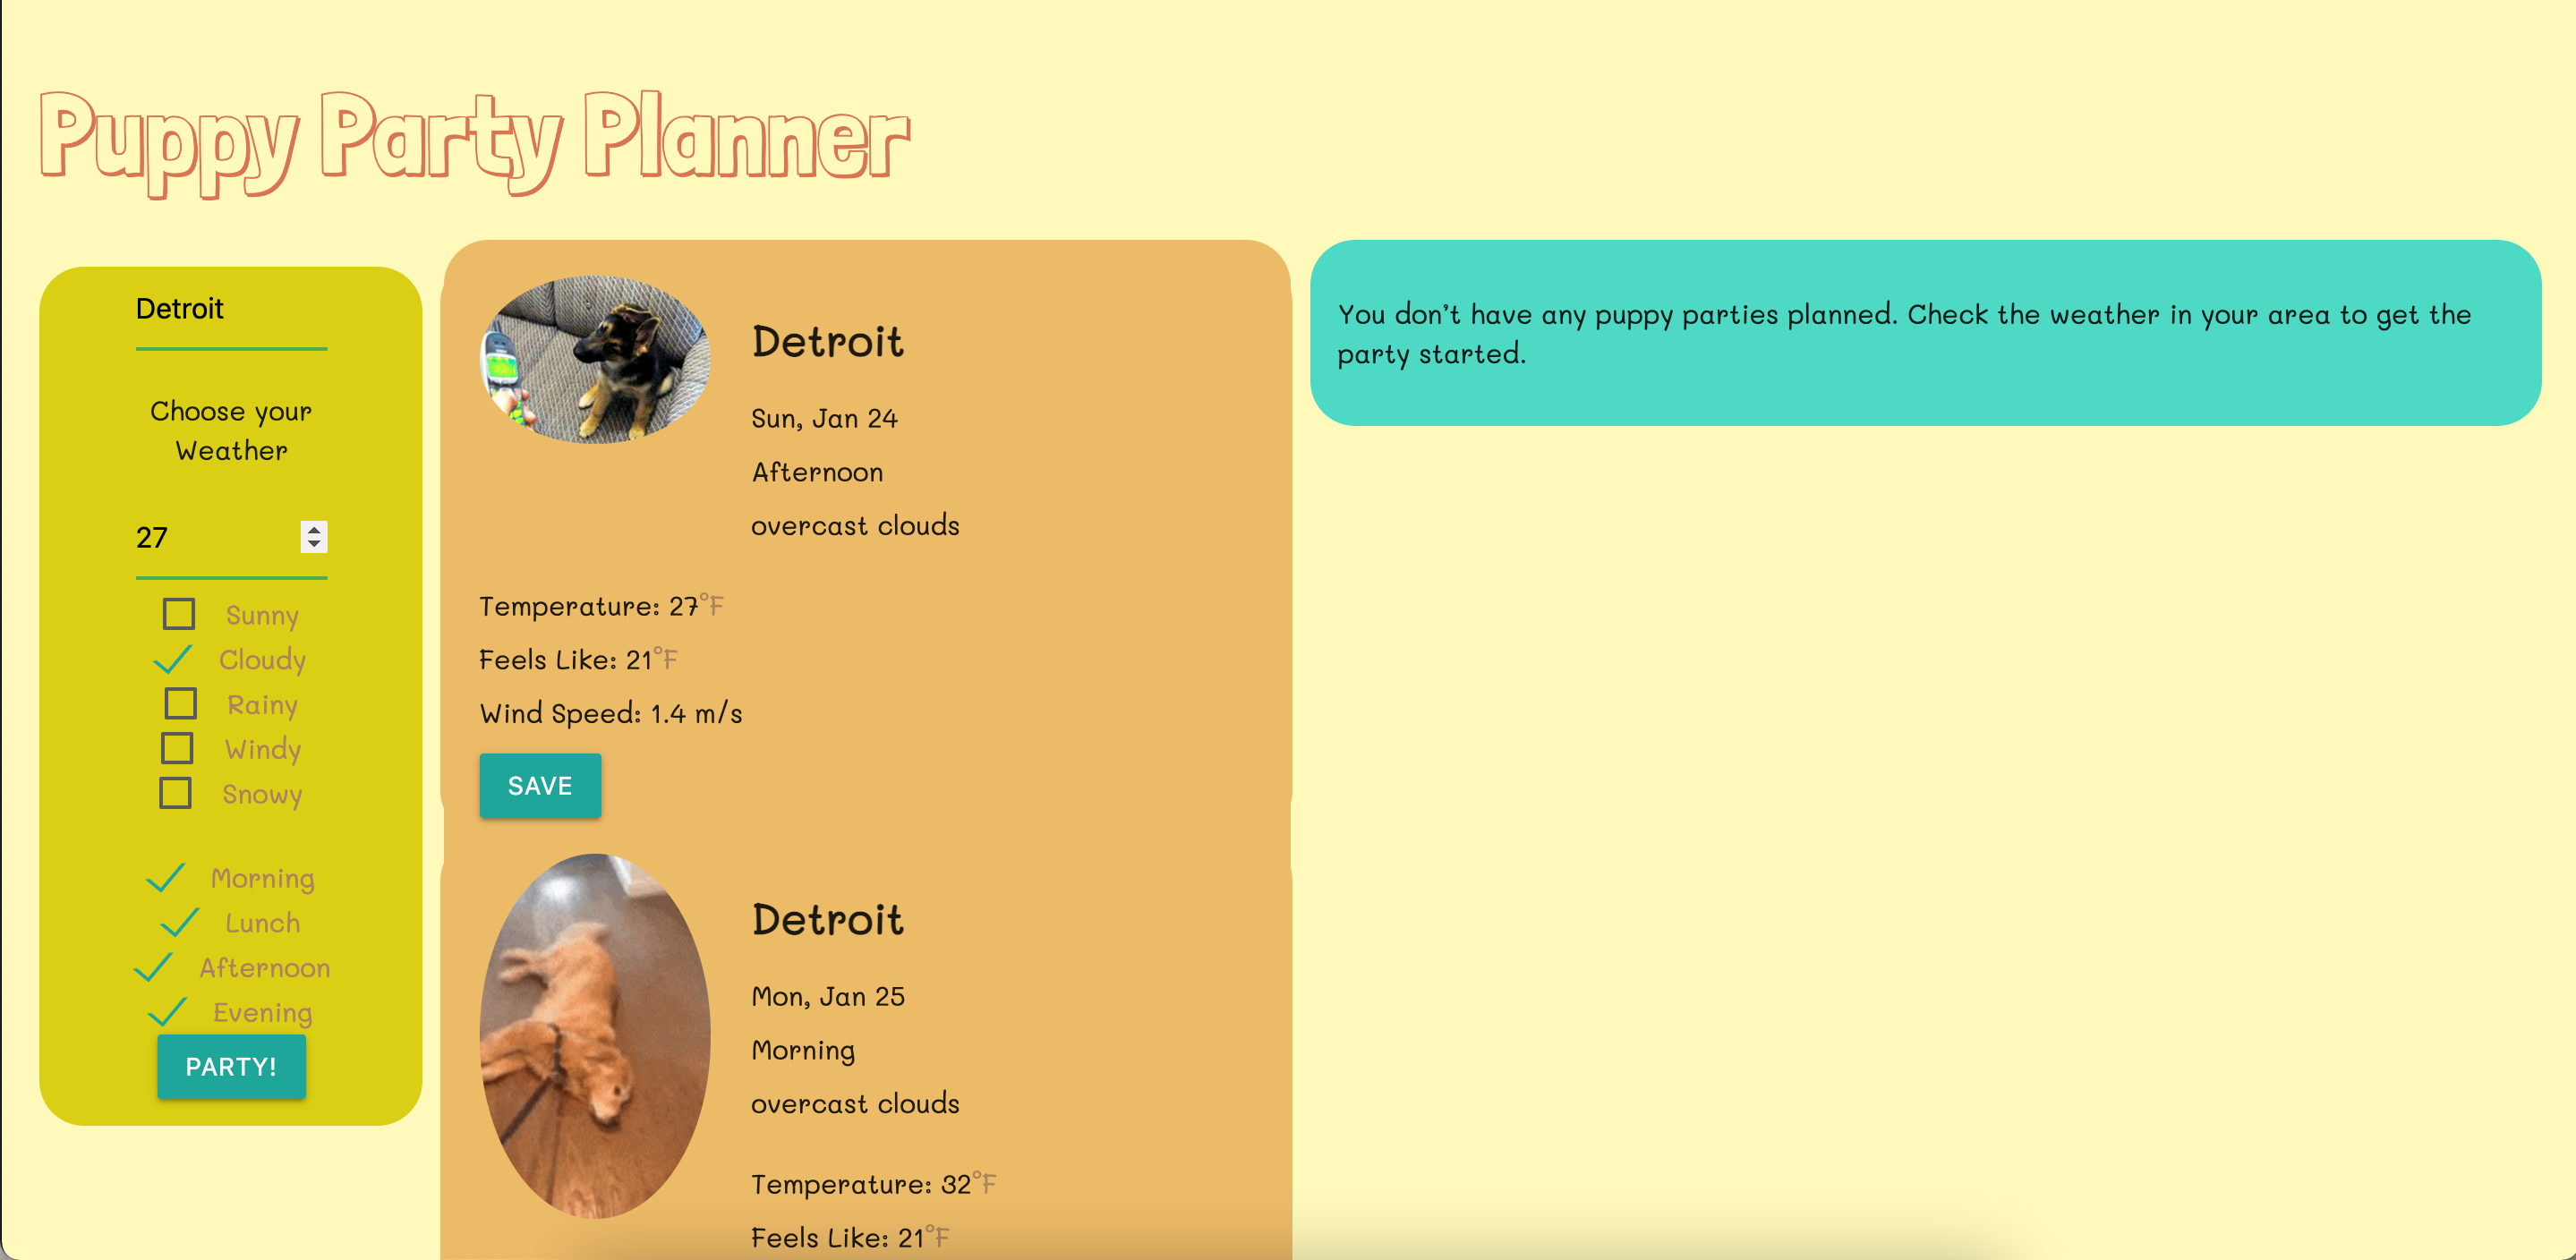 Puppy Party Planner
Detroit
Choose your
Weather
27
Sunny
Cloudy
Rainy
Windy
Snowy
Morning
Lunch
Afternoon
Evening
PARTY!
Detroit
Sun, Jan 24
Afternoon
overcast clouds
Temperature: 27°F
Feels Like: 21°F
Wind Speed: 1.4 m/s
SAVE
Detroit
Mon, Jan 25
Morning
overcast clouds
Temperature: 32°F
Feels Like: 21°F
You don't have any puppy parties planned. Check the weather in your area to get the
party started.